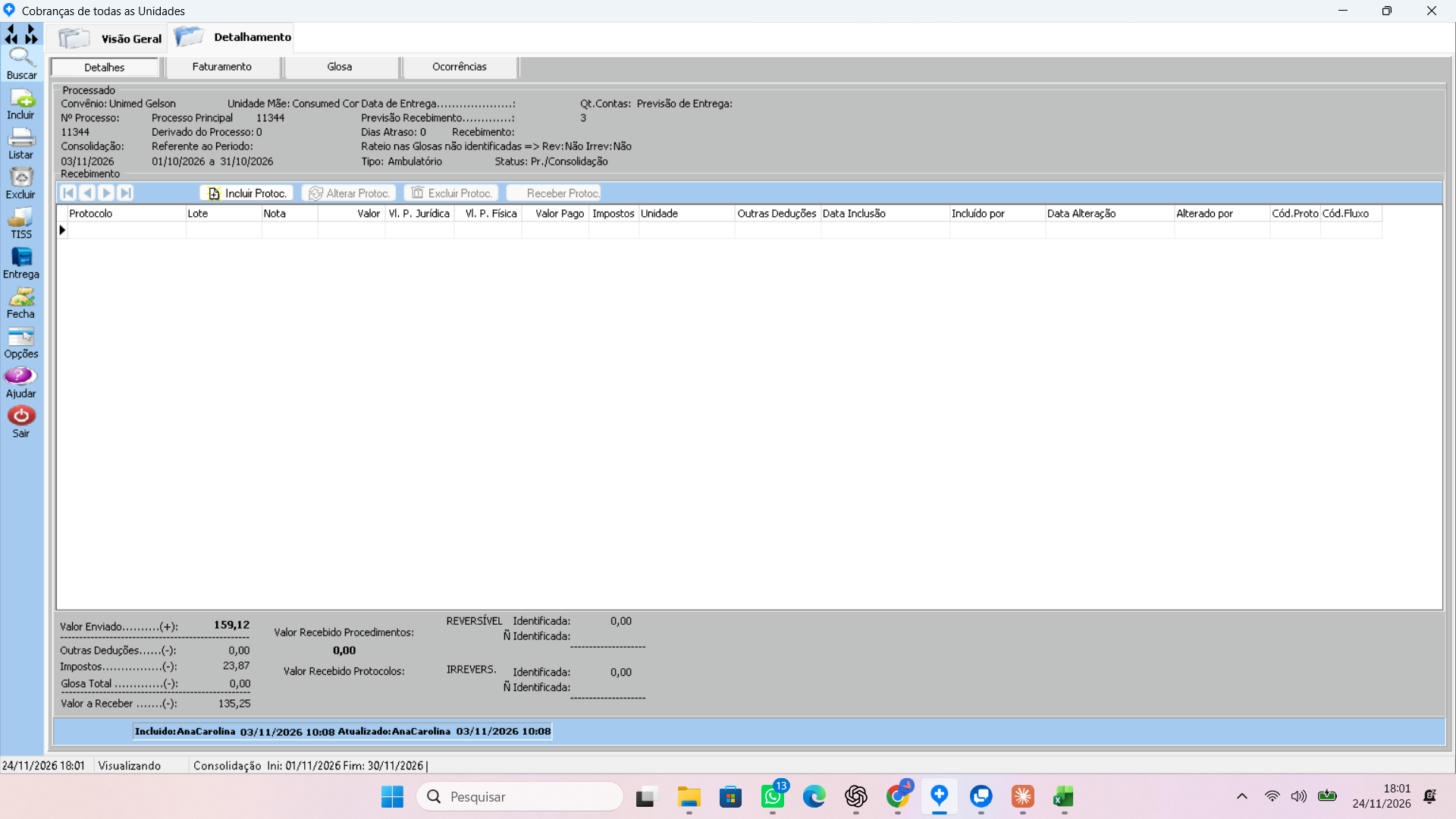 Cobranças de todas as Unidades
Visão Geral Detalhamento
Buscar
Incluir
Listar
Excluir
TISS
Entrega
Fecha
Opções
Ajudar
Sair
Detalhes Faturamento Glosa Ocorrências
Processado
Convênio: Unimed Gelson Unidade Mãe: Consumed Cor Data de Entrega...................: Qt.Contas: Previsão de Entrega:
Nº Processo: Processo Principal 11344 Previsão Recebimento.............: 3
11344 Derivado do Processo: 0 Dias Atraso: 0 Recebimento:
Consolidação: Referente ao Periodo: Rateio nas Glosas não identificadas => Rev:Não Irrev:Não
03/11/2026 01/10/2026 a 31/10/2026 Tipo: Ambulatório Status: Pr./Consolidação
Recebimento
Incluir Protoc. Alterar Protoc. Excluir Protoc. Receber Protoc.
Protocolo Lote Nota Valor Vl. P. Jurídica Vl. P. Física Valor Pago Impostos Unidade Outras Deduções Data Inclusão Incluído por Data Alteração Alterado por Cód.Proto Cód.Fluxo
Valor Enviado..........(+): 159,12
Outras Deduções......(-): 0,00
Impostos...............(-): 23,87
Glosa Total ............(-): 0,00
Valor a Receber .......(-): 135,25
Valor Recebido Procedimentos:
0,00
Valor Recebido Protocolos:
REVERSÍVEL Identificada: 0,00
Ñ Identificada:
IRREVERS. Identificada: 0,00
Ñ Identificada:
Incluido:AnaCarolina 03/11/2026 10:08 Atualizado:AnaCarolina 03/11/2026 10:08
24/11/2026 18:01 Visualizando Consolidação Ini: 01/11/2026 Fim: 30/11/2026 |
Pesquisar
13
18:01
24/11/2026